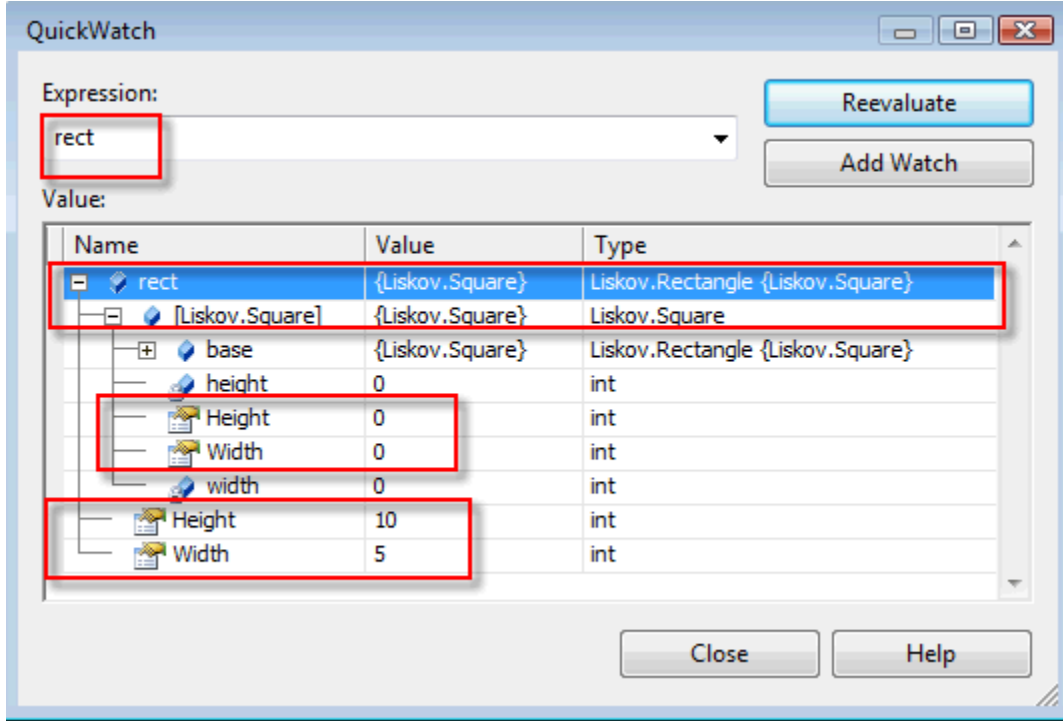 QuickWatch
Expression:
Reevaluate
rect
Add Watch
Value:
Name Value Type
rect {Liskov.Square} Liskov.Rectangle {Liskov.Square}
[Liskov.Square] {Liskov.Square} Liskov.Square
base {Liskov.Square} Liskov.Rectangle {Liskov.Square}
height 0 int
Height 0 int
Width 0 int
width 0 int
Height 10 int
Width 5 int
Close Help